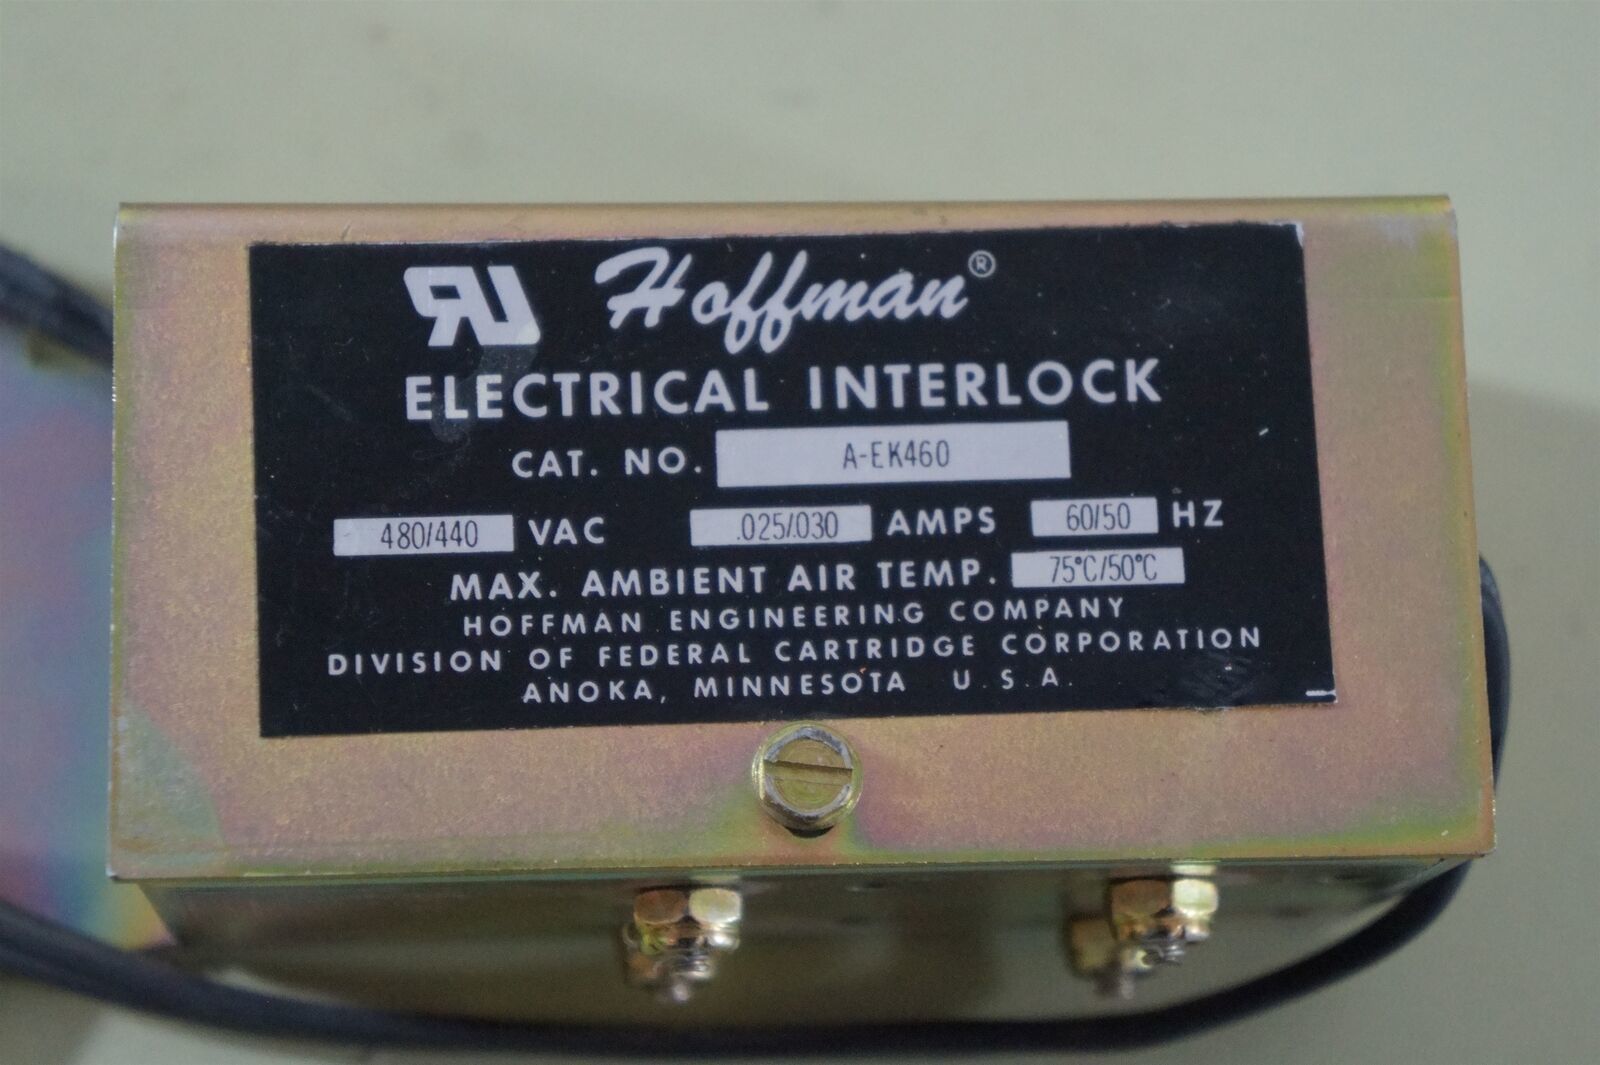 RU Hoffman®
ELECTRICAL INTERLOCK
CAT. NO. A-EK460
480/440 VAC .025/.030 AMPS 60/50 HZ
MAX. AMBIENT AIR TEMP. 75°C/50°C
HOFFMAN ENGINEERING COMPANY
DIVISION OF FEDERAL CARTRIDGE CORPORATION
ANOKA, MINNESOTA U.S.A.